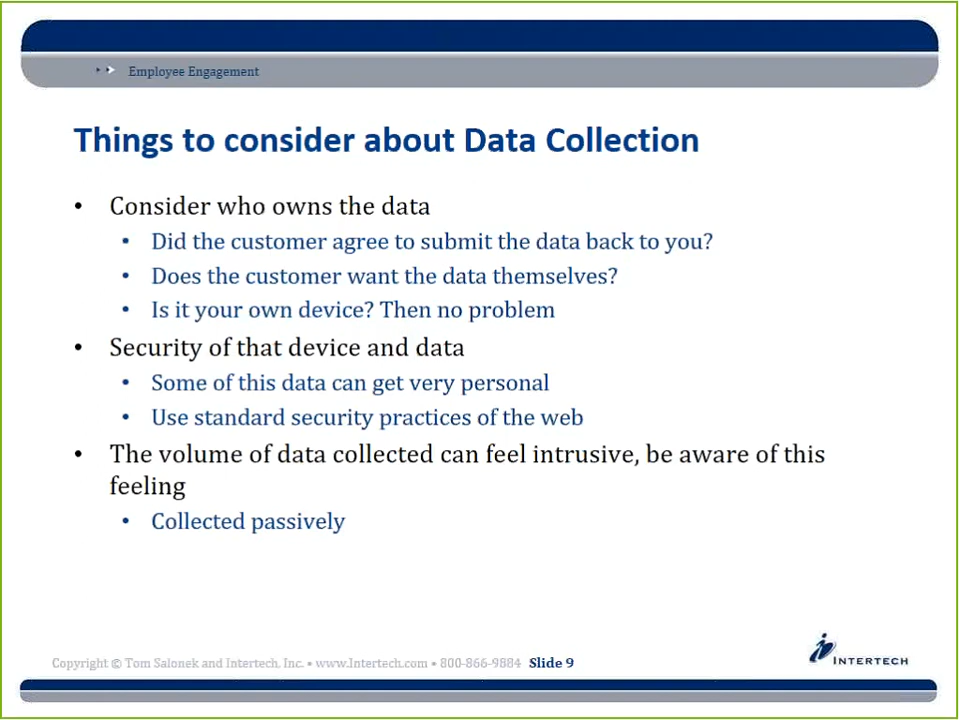 Employee Engagement
Things to consider about Data Collection
• Consider who owns the data
• Did the customer agree to submit the data back to you?
• Does the customer want the data themselves?
• Is it your own device? Then no problem
• Security of that device and data
• Some of this data can get very personal
• Use standard security practices of the web
• The volume of data collected can feel intrusive, be aware of this
feeling
• Collected passively
Copyright © Tom Salonek and Intertech, Inc. • www.Intertech.com • 800-866-9884 Slide 9
INTERTECH